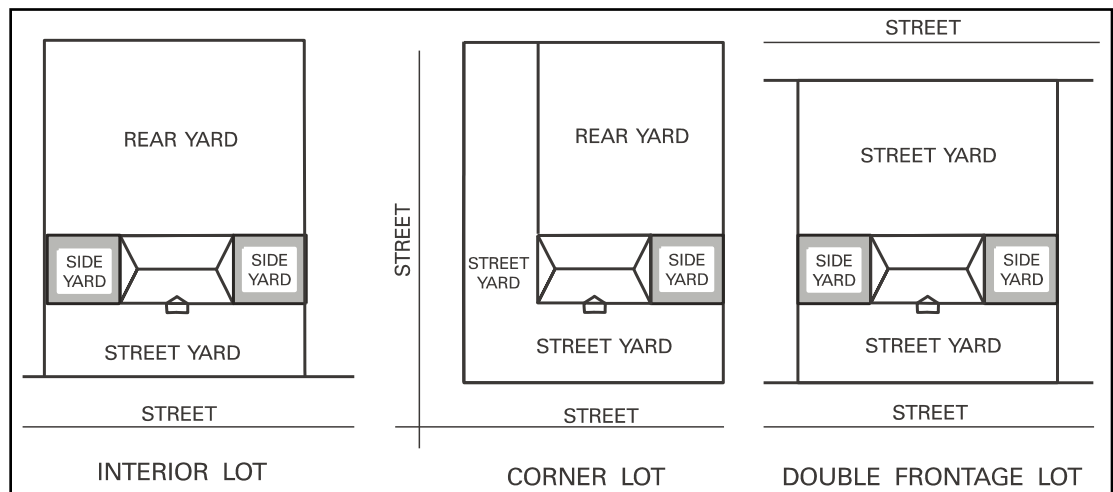 REAR YARD
SIDE
YARD
SIDE
YARD
STREET YARD
STREET
INTERIOR LOT
STREET
REAR YARD
STREET
YARD
SIDE
YARD
STREET YARD
STREET
CORNER LOT
STREET
STREET YARD
SIDE
YARD
SIDE
YARD
STREET YARD
STREET
DOUBLE FRONTAGE LOT